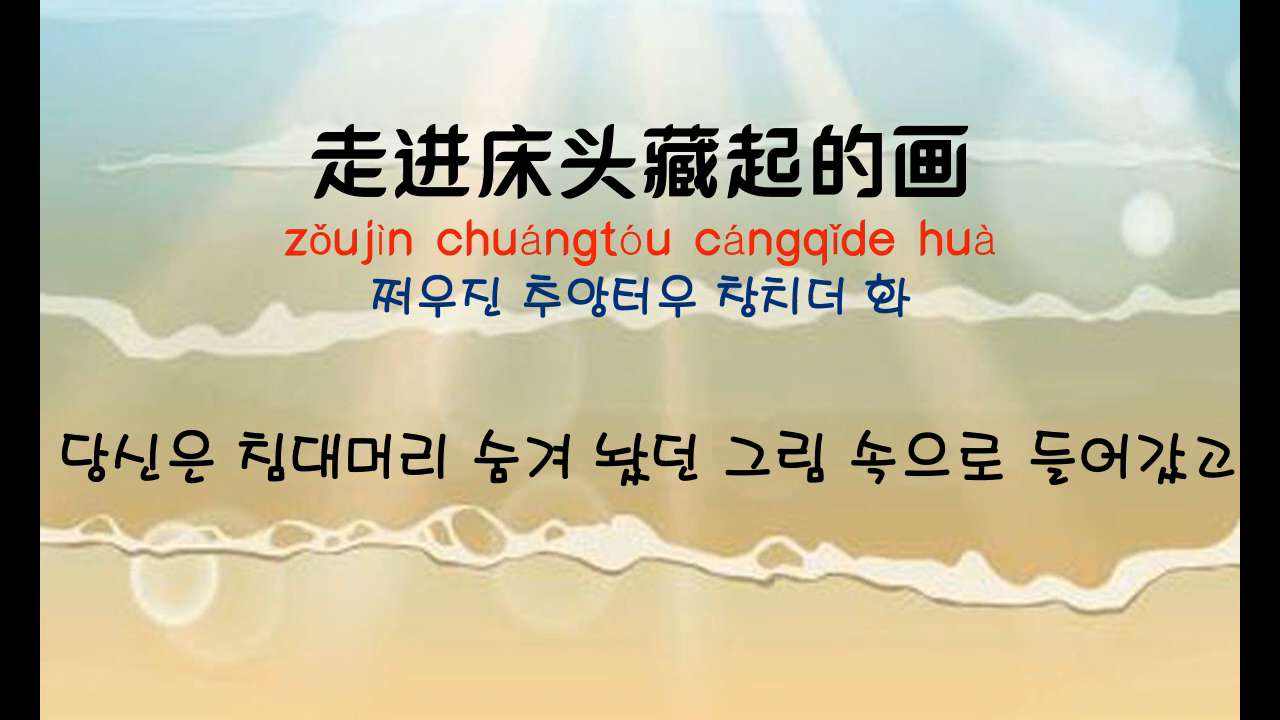 走进床头藏起的画
zǒujìn chuángtóu cángqǐde huà
쩌우진 추앙터우 창치더 화
당신은 침대머리 숨겨 놨던 그림 속으로 들어갔고